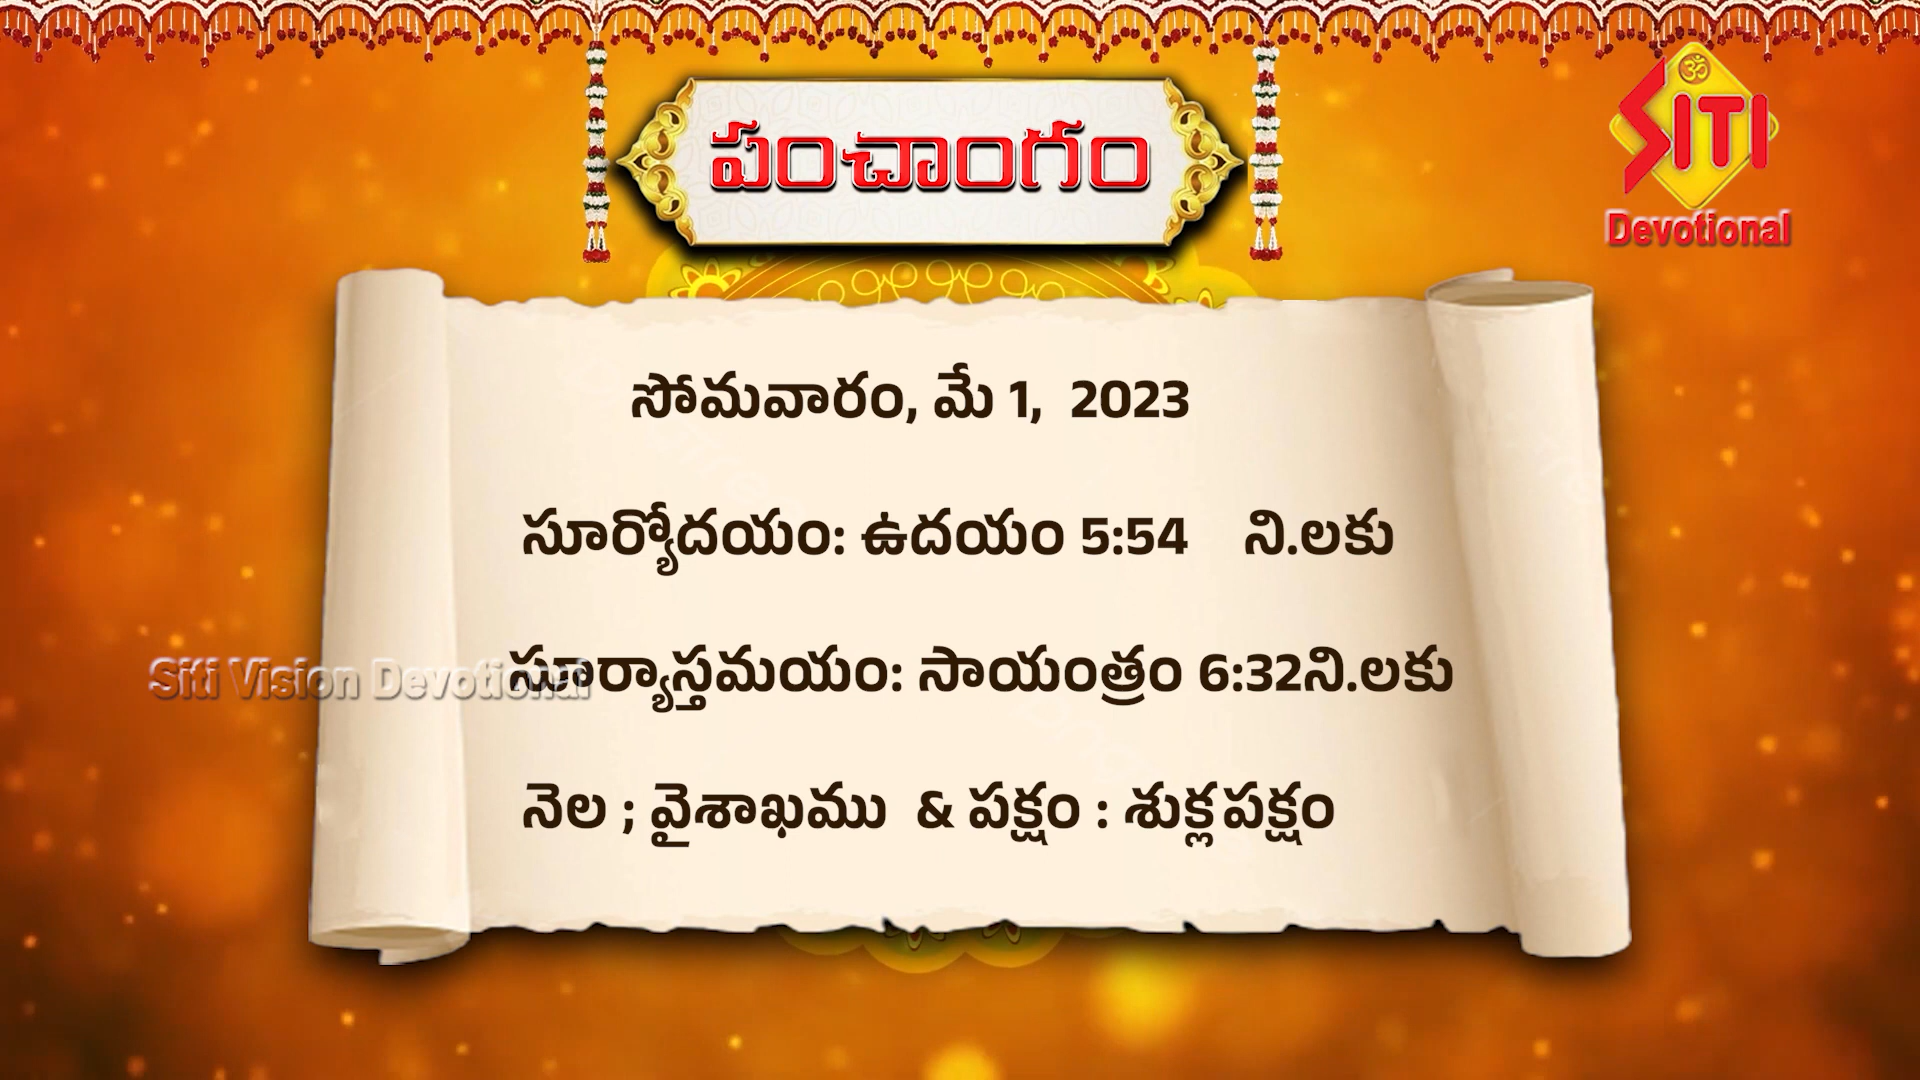 పంచాంగం
SITI
Devotional
సోమవారం, మే 1, 2023
సూర్యోదయం: ఉదయం 5:54 ని.లకు
Siti Vision Devotional
సూర్యాస్తమయం: సాయంత్రం 6:32ని.లకు
నెల ; వైశాఖము & పక్షం : శుక్లపక్షం